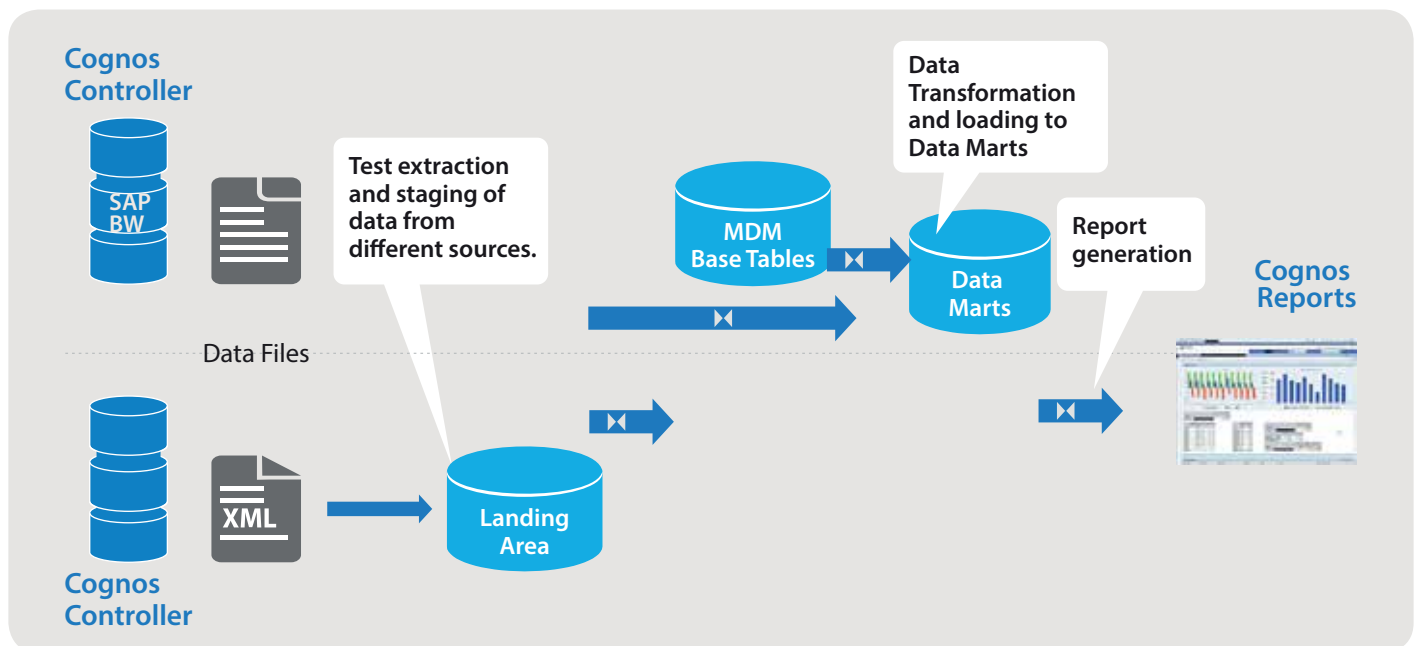 Cognos
Controller
SAP
BW
Test extraction
and staging of
data from
different sources.
MDM
Base Tables
Data
Transformation
and loading to
Data Marts
Data
Marts
Report
generation
Cognos
Reports
Data Files
XML
Landing
Area
Cognos
Controller